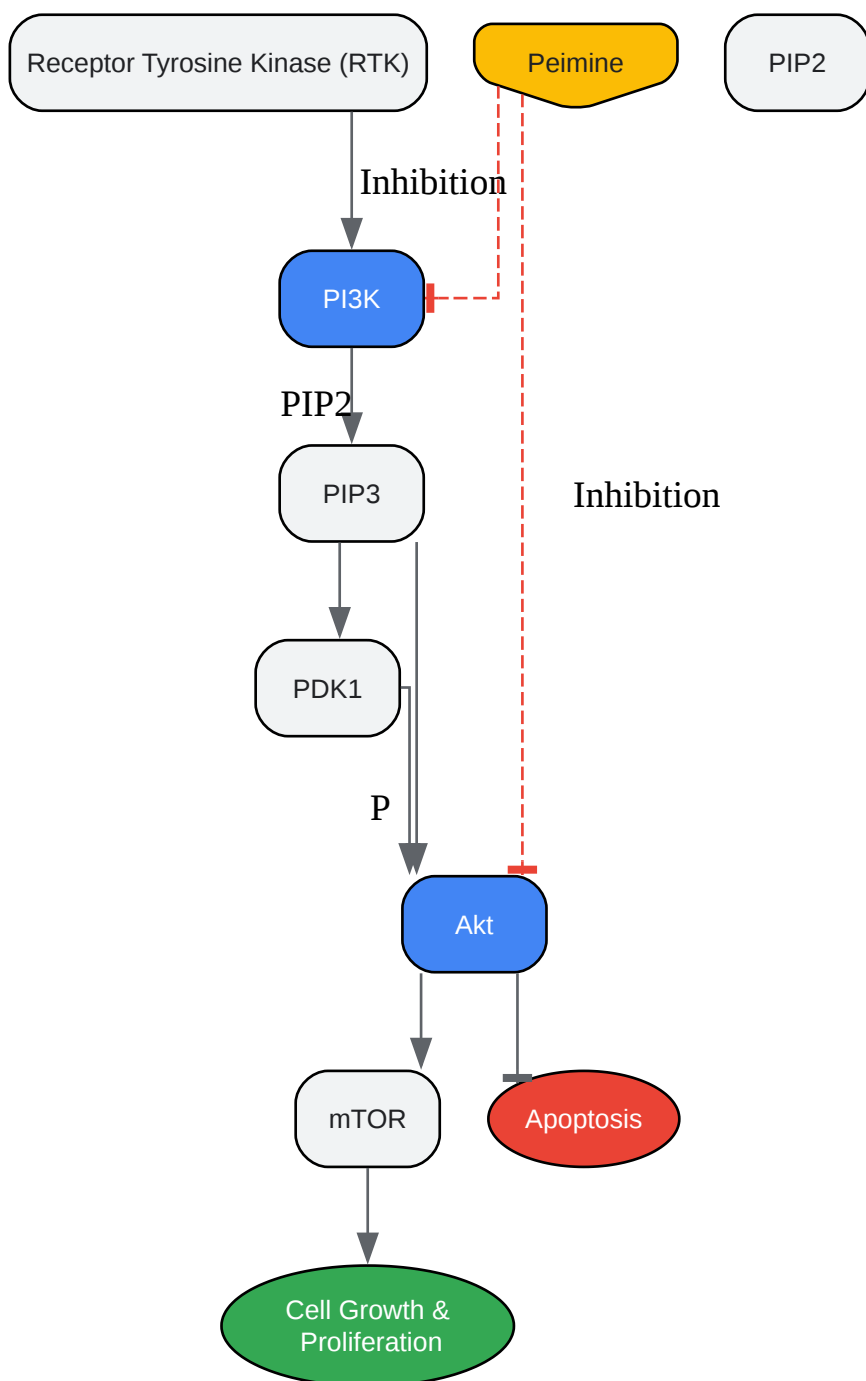 Receptor Tyrosine Kinase (RTK)
Peimine
PIP2
Inhibition
PI3K
PIP2
PIP3
Inhibition
PDK1
P
Akt
mTOR
Apoptosis
Cell Growth &
Proliferation